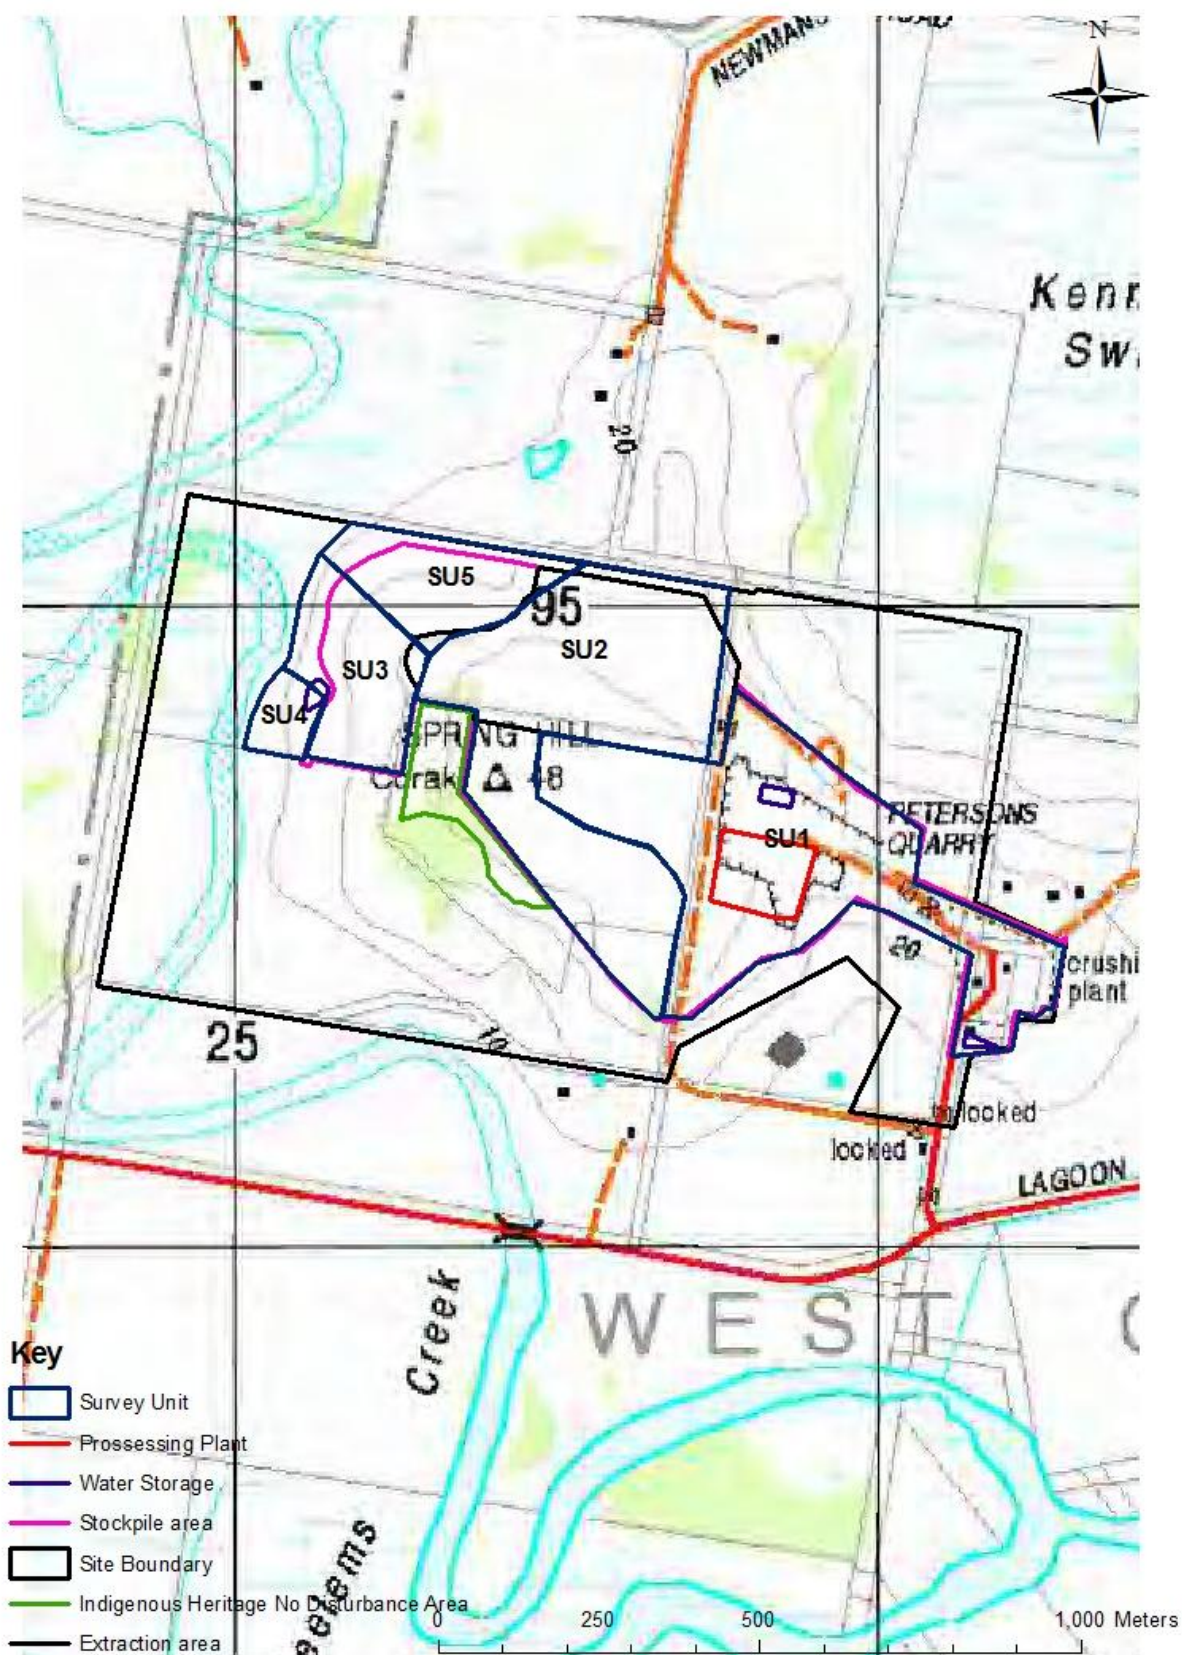 N
NEWMANS
Kenn
Sw
20
SU5
95
SU2
SU3
SU4
SPRING HILL
Coraki 48
PETERSONS
QUARRY
SU1
20
crushi
plant
25
10
locked
locked
LAGOON
WEST
Creek
Key
Survey Unit
Prossessing Plant
Water Storage
Stockpile area
Site Boundary
Indigenous Heritage No Disturbance Area
Extraction area
0 250 500 1,000 Meters